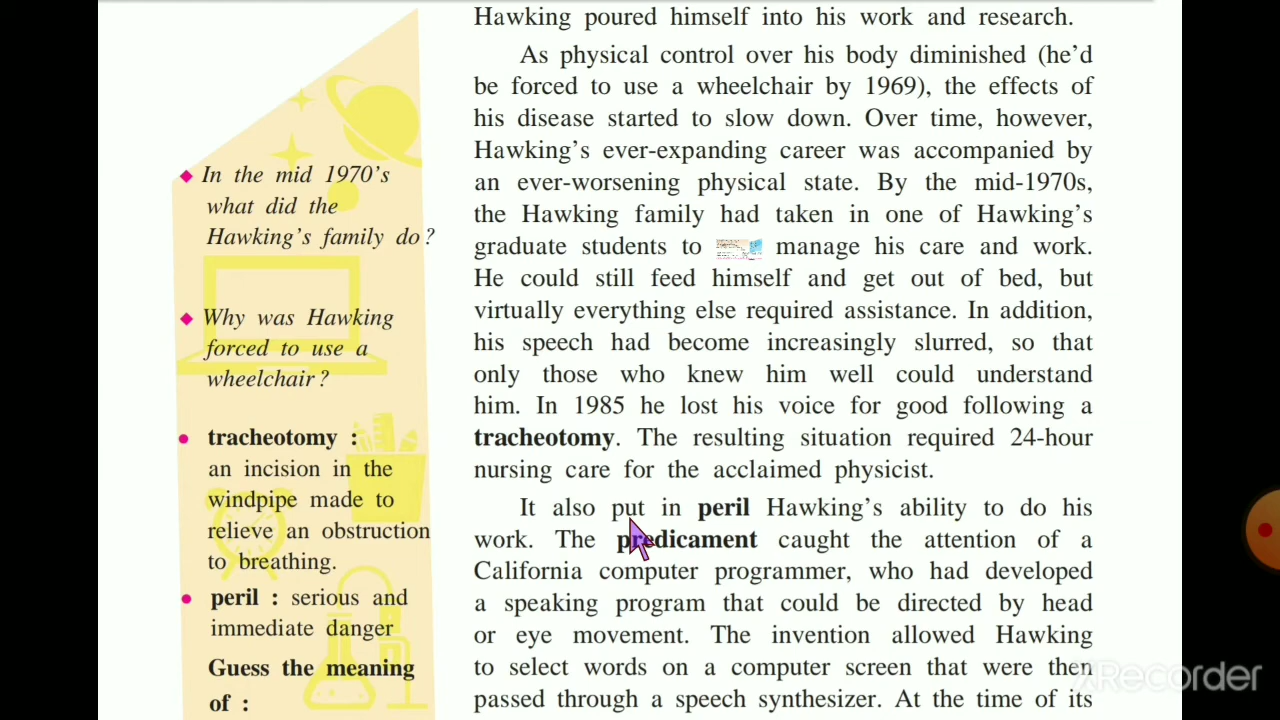 Hawking poured himself into his work and research.
As physical control over his body diminished (he'd
be forced to use a wheelchair by 1969), the effects of
his disease started to slow down. Over time, however,
Hawking's ever-expanding career was accompanied by
an ever-worsening physical state. By the mid-1970s,
the Hawking family had taken in one of Hawking's
graduate students to manage his care and work.
He could still feed himself and get out of bed, but
virtually everything else required assistance. In addition,
his speech had become increasingly slurred, so that
only those who knew him well could understand
him. In 1985 he lost his voice for good following a
tracheotomy. The resulting situation required 24-hour
nursing care for the acclaimed physicist.
It also put in peril Hawking's ability to do his
work. The predicament caught the attention of a
California computer programmer, who had developed
a speaking program that could be directed by head
or eye movement. The invention allowed Hawking
to select words on a computer screen that were then
passed through a speech synthesizer. At the time of its
In the mid 1970's
what did the
Hawking's family do?
Why was Hawking
forced to use a
wheelchair?
tracheotomy :
an incision in the
windpipe made to
relieve an obstruction
to breathing.
peril : serious and
immediate danger
Guess the meaning
of :
XRecorder